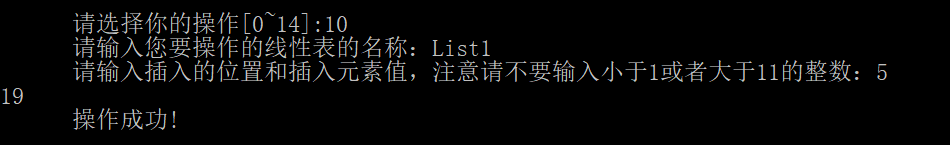 请选择你的操作[0~14]:10
请输入您要操作的线性表的名称：List1
请输入插入的位置和插入元素值，注意请不要输入小于1或者大于11的整数：5
19
操作成功!